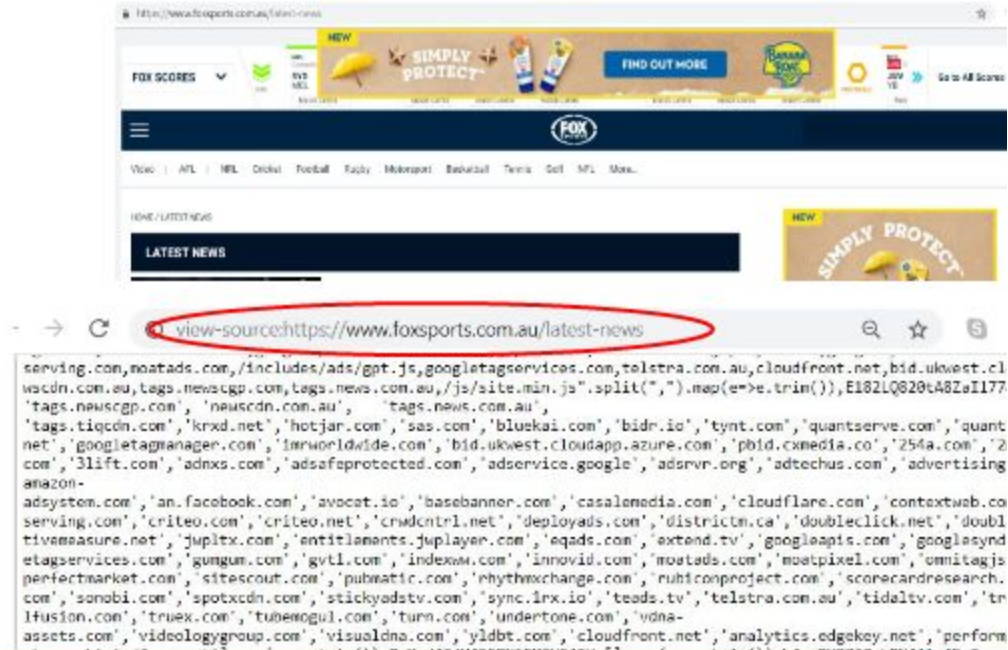 https://www.foxsports.com.au/latest-news
NEW
SIMPLY
PROTECT
FIND OUT MORE
BANANA
BOAT
FOX SCORES
SYD
MEL
Go to All Scores
FOX
Video AFL NRL Cricket Football Rugby Motorsport Basketball Tennis Golf NFL More...
HOME / LATEST NEWS
NEW
SIMPLY PROTECT
LATEST NEWS
view-source:https://www.foxsports.com.au/latest-news
serving.com,moatads.com,/includes/ads/gpt.js,googletagservices.com,telstra.com.au,cloudfront.net,bid.ukwest.cl
wscdn.com.au,tags.newscgp.com,tags.news.com.au,/js/site.min.js".split(",").map(e=>e.trim()),
'tags.newscgp.com', 'newscdn.com.au', 'tags.news.com.au',
'tags.tiqcdn.com','krxd.net','hotjar.com','sas.com','bluekai.com','bidr.io','tynt.com','quantserve.com','quant
net','googletagmanager.com','imrworldwide.com','bid.ukwest.cloudapp.azure.com','pbid.cxmedia.co','254a.com','2
com','3lift.com','adnxs.com','adsafeprotected.com','adservice.google','adsrvr.org','adtechus.com','advertising
amazon-
adsystem.com','an.facebook.com','avocet.io','basebanner.com','casalemedia.com','cloudflare.com','contextweb.co
serving.com','criteo.com','criteo.net','crwdcntrl.net','deployads.com','districtm.ca','doubleclick.net','doubl
tivemeasure.net','jwpltx.com','entitlements.jwplayer.com','eqads.com','extend.tv','googleapis.com','googlesynd
etagservices.com','gumgum.com','gvt1.com','indexww.com','innovid.com','moatads.com','moatpixel.com','omnitagjs
perfectmarket.com','sitescout.com','pubmatic.com','rhythmxchange.com','rubiconproject.com','scorecardresearch.
com','sonobi.com','spotxcdn.com','stickyadstv.com','sync.1rx.io','teads.tv','telstra.com.au','tidaltv.com','tr
lfusion.com','truex.com','tubemogul.com','turn.com','undertone.com','vdna-
assets.com','videologygroup.com','visualdna.com','yldbt.com','cloudfront.net','analytics.edgekey.net','perform